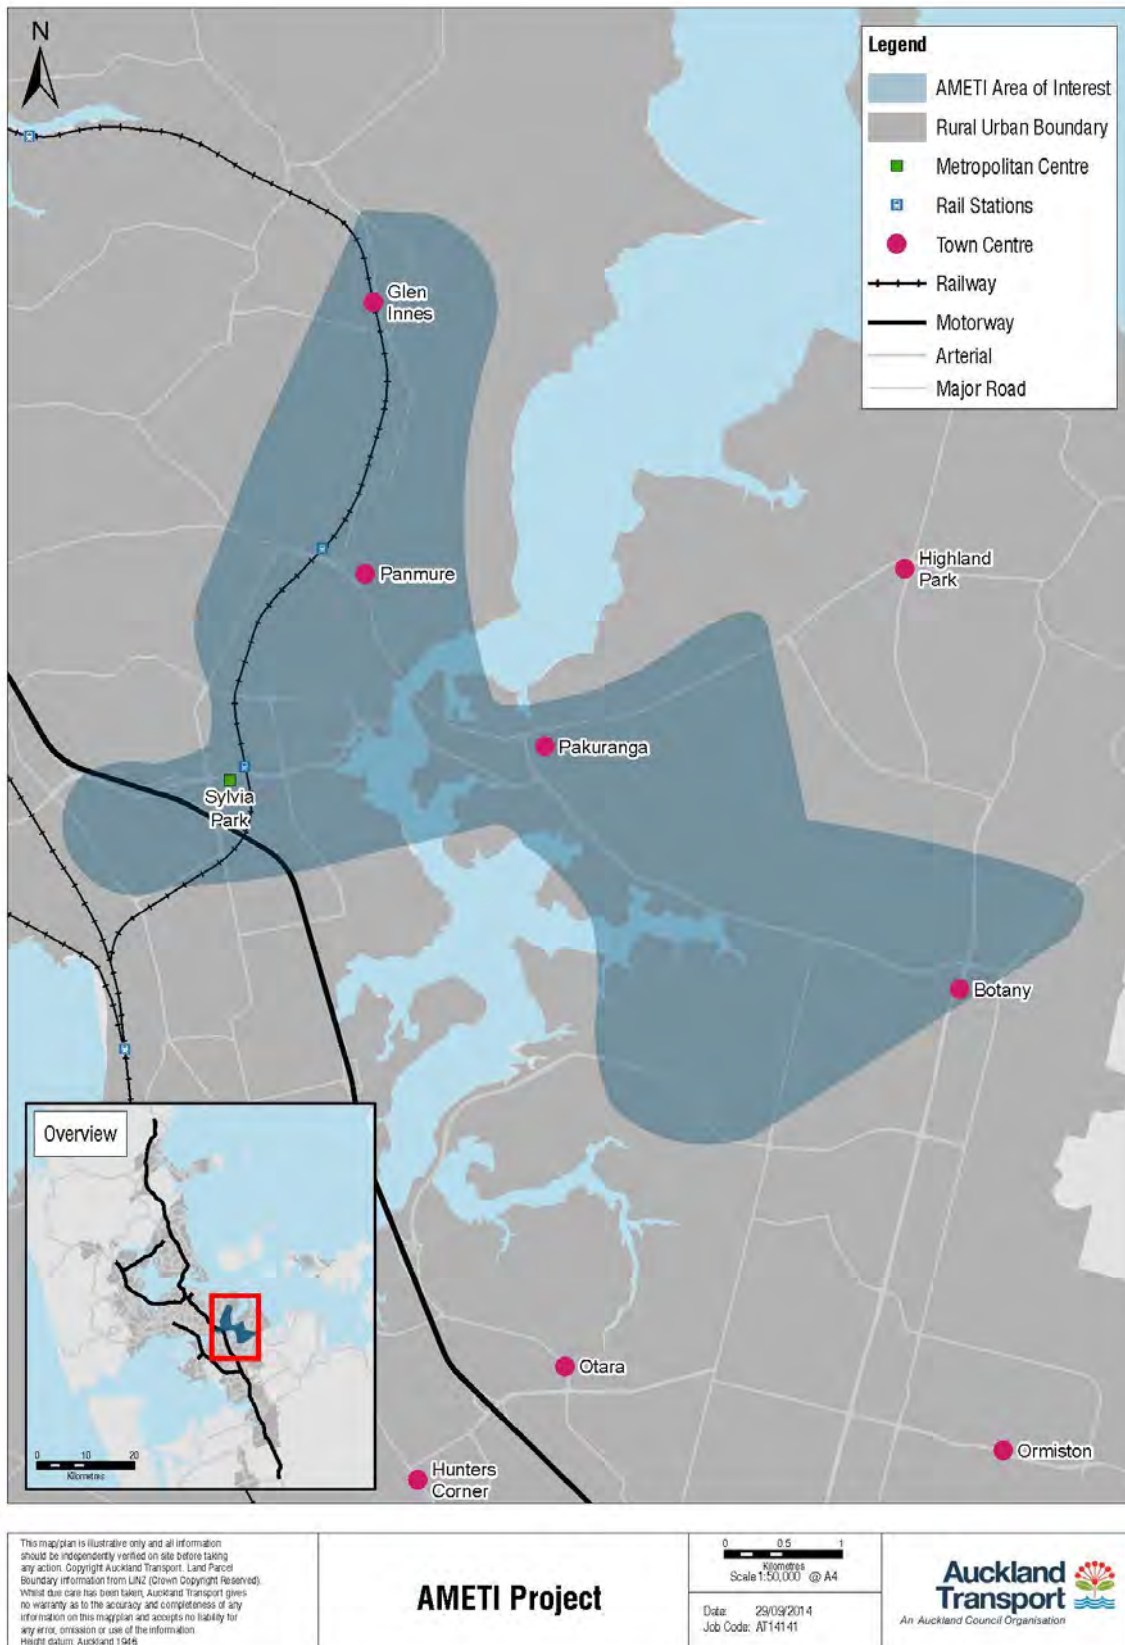 N
Legend
AMETI Area of Interest
Rural Urban Boundary
Metropolitan Centre
Rail Stations
Town Centre
Railway
Motorway
Arterial
Major Road
Glen
Innes
Panmure
Highland
Park
Pakuranga
Sylvia
Park
Botany
Overview
0 10 20
Kilometres
Otara
Ormiston
Hunters
Corner
This map/plan is illustrative only and all information
should be independently verified on site before taking
any action. Copyright Auckland Transport. Land Parcel
Boundary information from LINZ (Crown Copyright Reserved).
Whilst due care has been taken, Auckland Transport gives
no warranty as to the accuracy and completeness of any
information on this map/plan and accepts no liability for
any error, omission or use of the information.
Height datum: Auckland 1946.
AMETI Project
0 0.5 1
Kilometres
Scale 1:50,000 @ A4
Date: 29/09/2014
Job Code: AT14141
Auckland
Transport
An Auckland Council Organisation